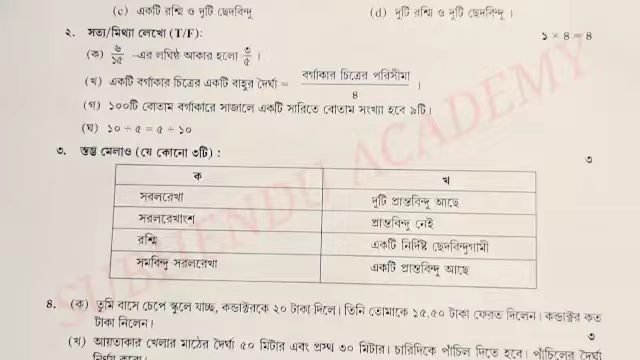 (c) একটি রশ্মি ও দুটি ছেদবিন্দু (d) দুটি রশ্মি ও দুটি ছেদবিন্দু ।
২. সত্য/মিথ্যা লেখো (T/F): ১ × ৪ = ৪
(ক) ৬/১৫ –এর লঘিষ্ঠ আকার হলো ৩/৫ ।
(খ) একটি বর্গাকার চিত্রের একটি বাহুর দৈর্ঘ্য = বর্গাকার চিত্রের পরিসীমা/৪ ।
(গ) ১০০টি বোতাম বর্গাকারে সাজালে একটি সারিতে বোতাম সংখ্যা হবে ৯টি।
(ঘ) ১০ ÷ ৫ = ৫ ÷ ১০
৩. স্তম্ভ মেলাও (যে কোনো ৩টি) : ৩
ক খ
সরলরেখা দুটি প্রান্তবিন্দু আছে
সরলরেখাংশ প্রান্তবিন্দু নেই
রশ্মি একটি নির্দিষ্ট ছেদবিন্দুগামী
সমবিন্দু সরলরেখা একটি প্রান্তবিন্দু আছে
৪. (ক) তুমি বাসে চেপে স্কুলে যাচ্ছ, কন্ডাক্টরকে ২০ টাকা দিলে। তিনি তোমাকে ১৫.৫০ টাকা ফেরত দিলেন। কন্ডাক্টর কত
টাকা নিলেন। ৩
(খ) আয়তাকার খেলার মাঠের দৈর্ঘ্য ৫০ মিটার এবং প্রস্থ ৩০ মিটার। চারিদিকে পাঁচিল দিতে হবে। পাঁচিলের দৈর্ঘ্য
নির্ণয় করো।
SUBHENDU ACADEMY